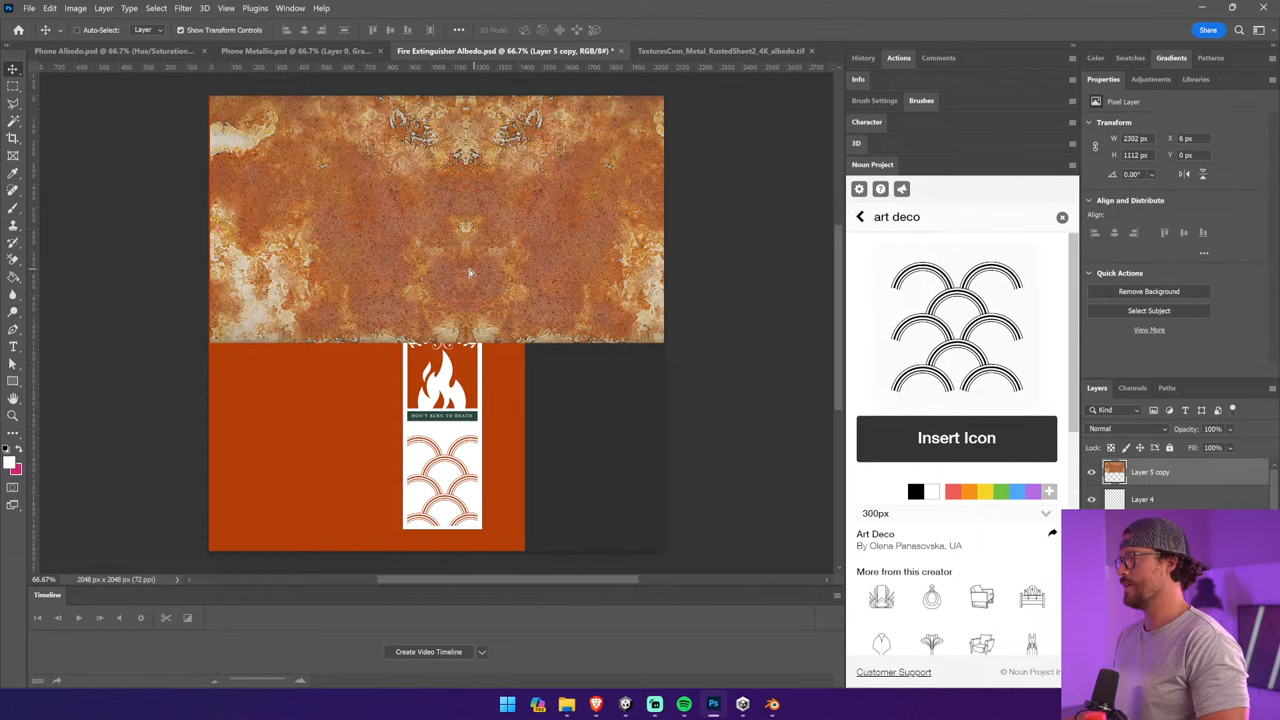 File Edit Image Layer Type Select Filter 3D View Plugins Window Help
Auto-Select: Layer Show Transform Controls 3D Mode: Share
Phone Albedo.psd @ 66.7% (Hue/Saturation... × Phone Metallic.psd @ 66.7% (Layer 0, Gra... × Fire Extinguisher Albedo.psd @ 66.7% (Layer 5 copy, RGB/8#) * × TexturesCom_Metal_RustedSheet2_4K_albedo.tif ×
History Actions Comments
Info
Brush Settings Brushes
Character
3D
Noun Project
art deco
Insert Icon
300px
Art Deco
By Olena Panasovska, UA
More from this creator
Customer Support © Noun Project In
Color Swatches Gradients Patterns
Properties Adjustments Libraries
Pixel Layer
Transform
W 2302 px X 6 px
H 1112 px Y 0 px
0.00°
Align and Distribute
Align:
Quick Actions
Remove Background
Select Subject
View More
Layers Channels Paths
Kind
Normal Opacity: 100%
Lock: Fill: 100%
Layer 5 copy
Layer 4
DON'T BURN TO DEATH
66.67% 2048 px x 2048 px (72 ppi)
Timeline
Create Video Timeline